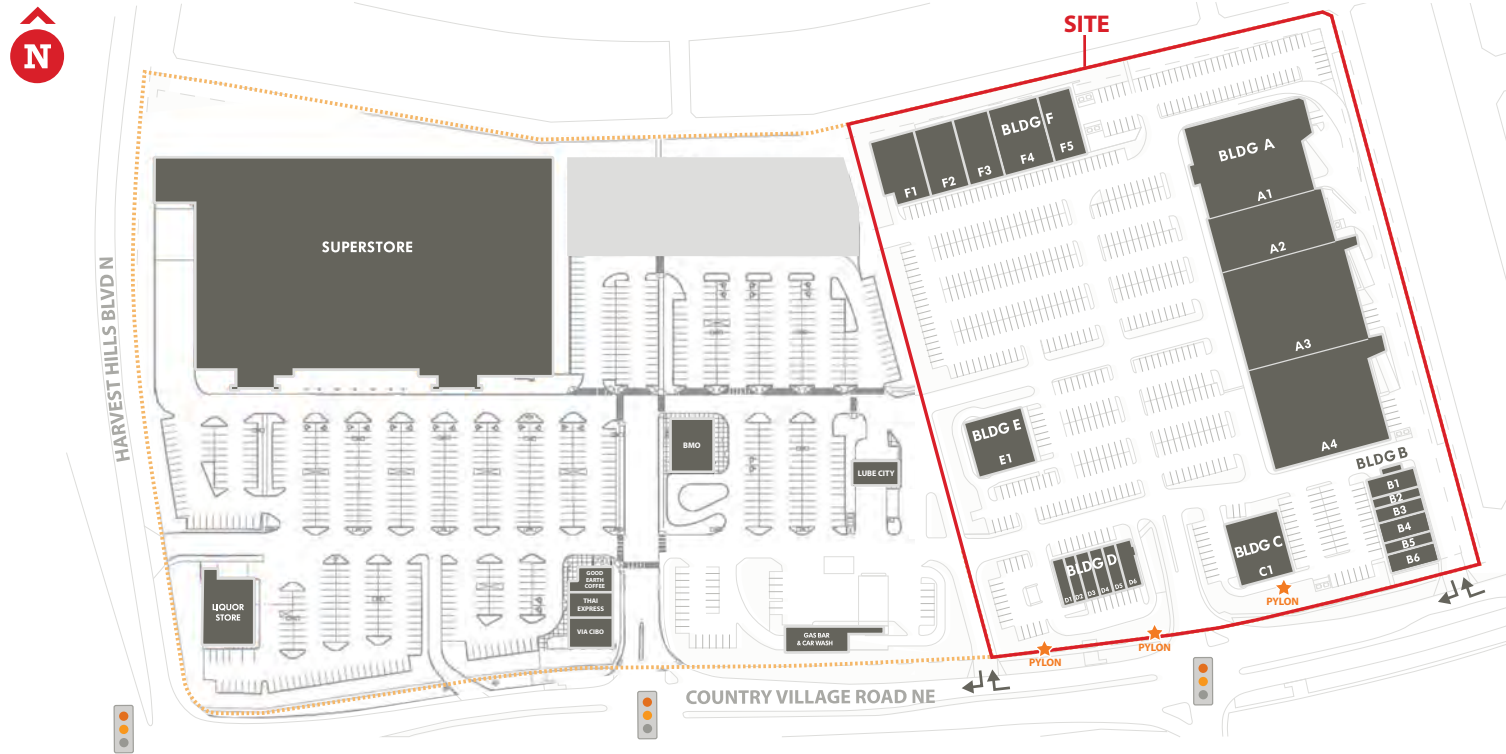 N
SITE
BLDG F
F1
F2
F3
F4
F5
BLDG A
A1
A2
A3
A4
SUPERSTORE
HARVEST HILLS BLVD N
BMO
LUBE CITY
BLDG E
E1
BLDG B
B1
B2
B3
B4
B5
B6
BLDG C
C1
PYLON
BLDG D
D1
D2
D3
D4
D5
D6
PYLON
PYLON
LIQUOR
STORE
GOOD
EARTH
COFFEE
THAI
EXPRESS
VIA CIBO
GAS BAR
& CAR WASH
COUNTRY VILLAGE ROAD NE